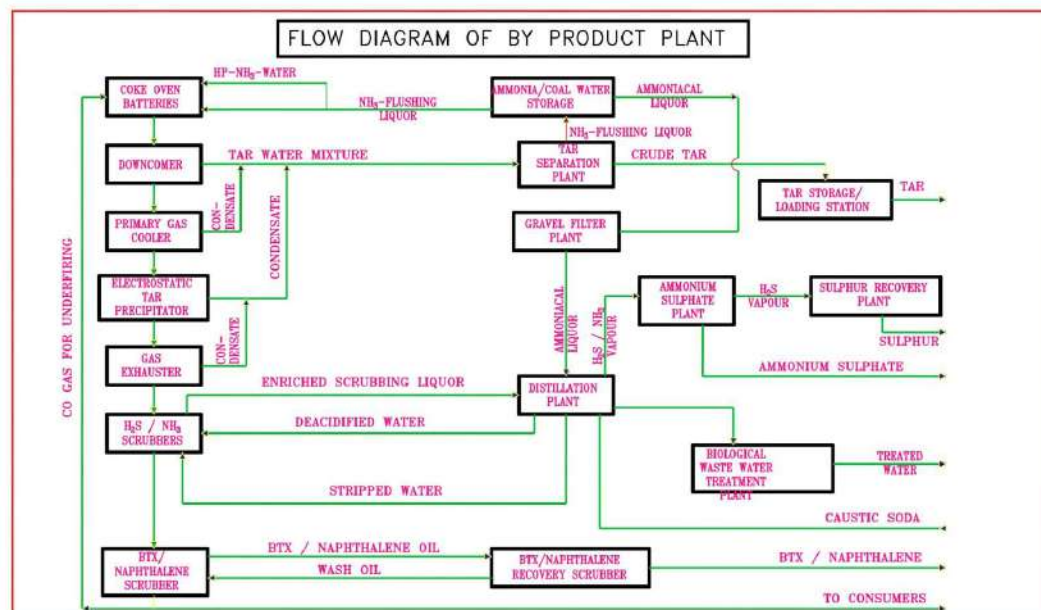 FLOW DIAGRAM OF BY PRODUCT PLANT
HP-NH3-WATER
COKE OVEN
BATTERIES
NH3-FLUSHING
LIQUOR
AMMONIA/COAL WATER
STORAGE
AMMONIACAL
LIQUOR
NH3-FLUSHING LIQUOR
DOWNCOMER
TAR WATER MIXTURE
TAR
SEPARATION
PLANT
CRUDE TAR
TAR STORAGE/
LOADING STATION
TAR
PRIMARY GAS
COOLER
CON-
DENSATE
CONDENSATE
GRAVEL FILTER
PLANT
ELECTROSTATIC
TAR
PRECIPITATOR
AMMONIUM
SULPHATE
PLANT
H2S
VAPOUR
SULPHUR RECOVERY
PLANT
SULPHUR
CO GAS FOR UNDERFIRING
GAS
EXHAUSTER
CON-
DENSATE
AMMONIACAL
LIQUOR
H2S / NH3
VAPOUR
AMMONIUM SULPHATE
ENRICHED SCRUBBING LIQUOR
DISTILLATION
PLANT
H2S / NH3
SCRUBBERS
DEACIDIFIED WATER
BIOLOGICAL
WASTE WATER
TREATMENT
PLANT
TREATED
WATER
STRIPPED WATER
CAUSTIC SODA
BTX/
NAPHTHALENE
SCRUBBER
BTX / NAPHTHALENE OIL
WASH OIL
BTX/NAPHTHALENE
RECOVERY SCRUBBER
BTX / NAPHTHALENE
TO CONSUMERS